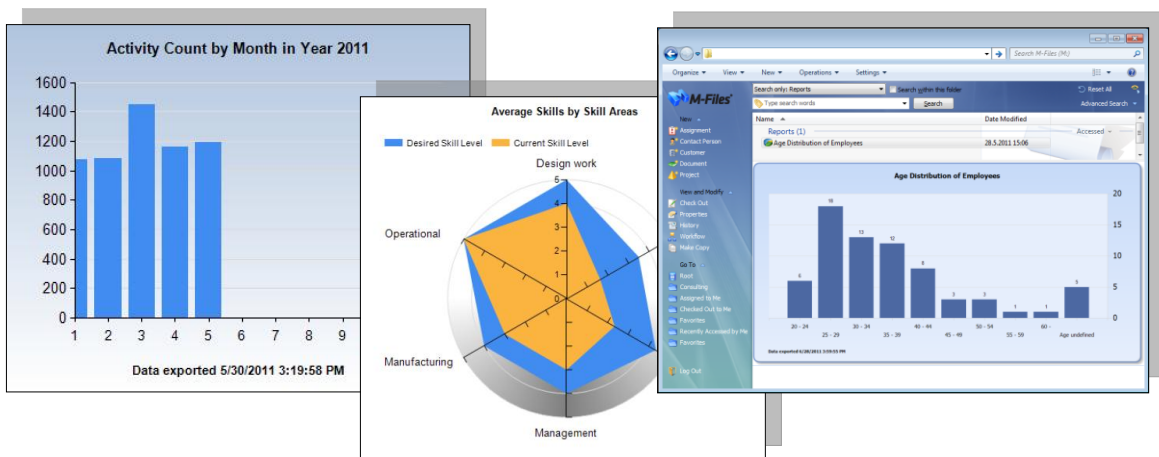 Activity Count by Month in Year 2011
1600
1400
1200
1000
800
600
400
200
0
1 2 3 4 5 6 7 8 9
Data exported 5/30/2011 3:19:58 PM
Average Skills by Skill Areas
Desired Skill Level Current Skill Level
Design work
5
4
3
2
1
0
Operational
Manufacturing
Management
Search M-Files (M:)
Organize View New Operations Settings
M-Files
Search only: Reports Search within this folder Reset All
Type search words Search Advanced Search
New
Assignment
Contact Person
Customer
Document
Project
View and Modify
Check Out
Properties
History
Workflow
Make Copy
Go To
Root
Consulting
Assigned to Me
Checked Out to Me
Favorites
Recently Accessed by Me
Favorites
Log Out
Name Date Modified
Reports (1) Accessed
Age Distribution of Employees 28.5.2011 15:06
Age Distribution of Employees
20
15
10
5
0
6 18 13 12 8 3 3 1 1 5
20 - 24 30 - 34 40 - 44 50 - 54 60 -
25 - 29 35 - 39 45 - 49 55 - 59 Age undefined